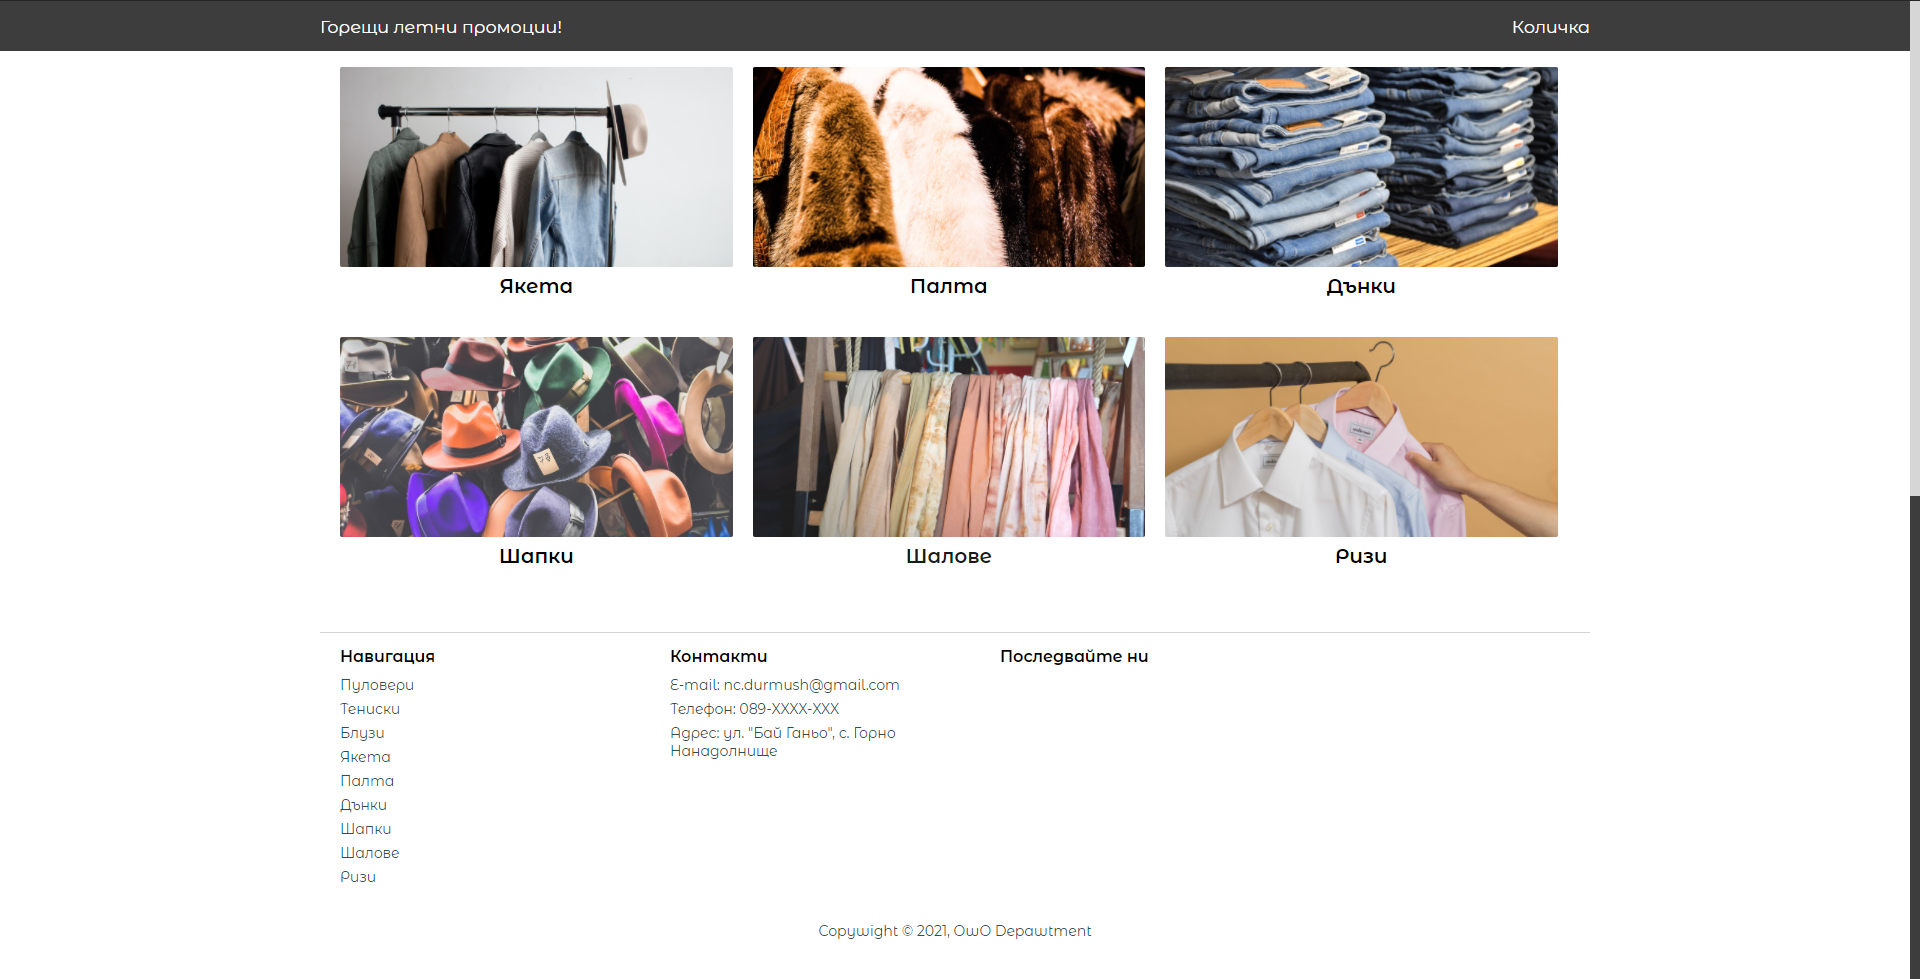 Горещи летни промоции!
Количка
Якета
Палта
Дънки
Шапки
Шалове
Ризи
Навигация
Пуловери
Тениски
Блузи
Якета
Палта
Дънки
Шапки
Шалове
Ризи
Контакти
E-mail: nc.durmush@gmail.com
Телефон: 089-XXXX-XXX
Адрес: ул. "Бай Ганьо", с. Горно
Нанадолнище
Последвайте ни
Copywight © 2021, OwO Depawtment